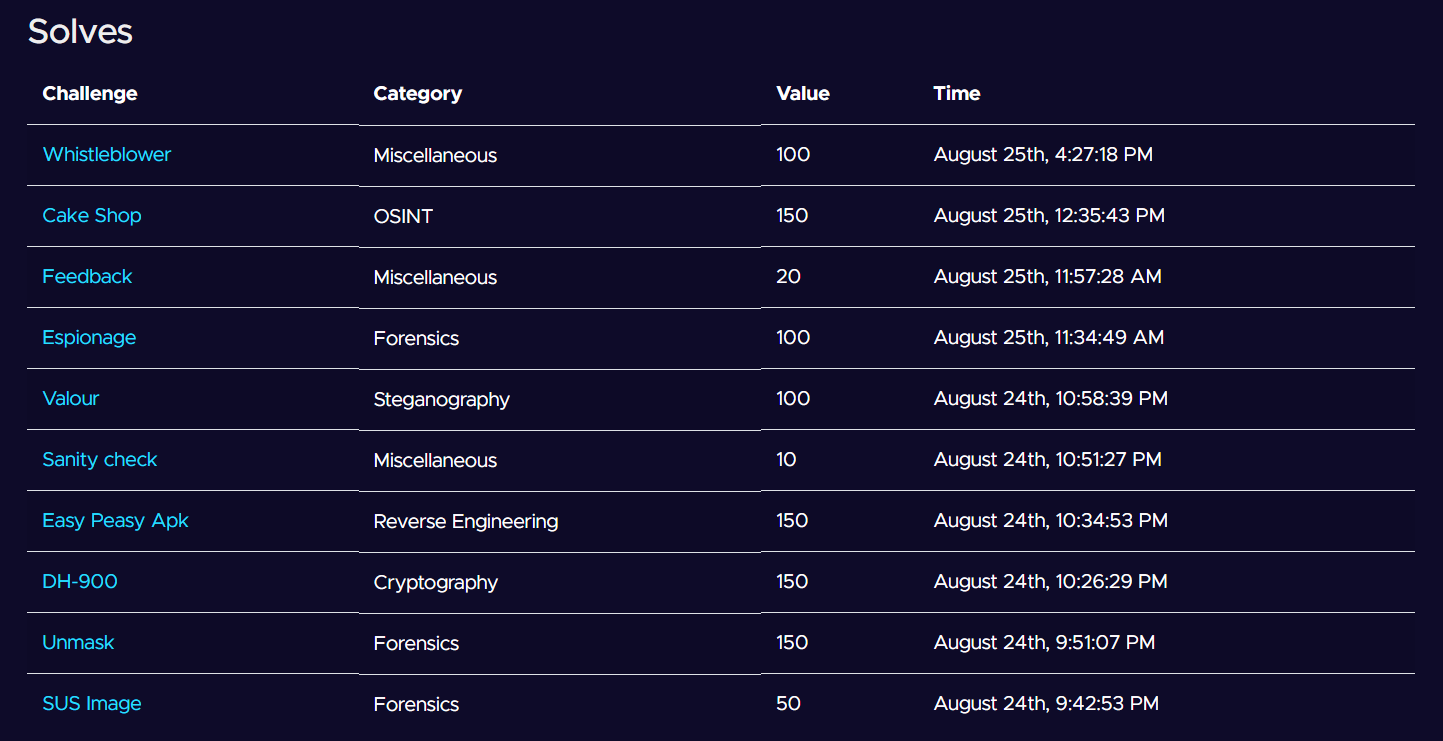 Solves
Challenge Category Value Time
Whistleblower Miscellaneous 100 August 25th, 4:27:18 PM
Cake Shop OSINT 150 August 25th, 12:35:43 PM
Feedback Miscellaneous 20 August 25th, 11:57:28 AM
Espionage Forensics 100 August 25th, 11:34:49 AM
Valour Steganography 100 August 24th, 10:58:39 PM
Sanity check Miscellaneous 10 August 24th, 10:51:27 PM
Easy Peasy Apk Reverse Engineering 150 August 24th, 10:34:53 PM
DH-900 Cryptography 150 August 24th, 10:26:29 PM
Unmask Forensics 150 August 24th, 9:51:07 PM
SUS Image Forensics 50 August 24th, 9:42:53 PM